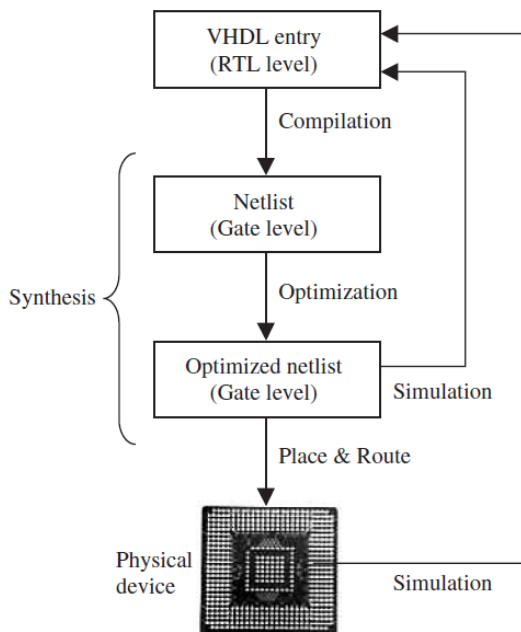 VHDL entry
(RTL level)
Compilation
Netlist
(Gate level)
Synthesis
Optimization
Optimized netlist
(Gate level)
Simulation
Place & Route
Physical
device
Simulation